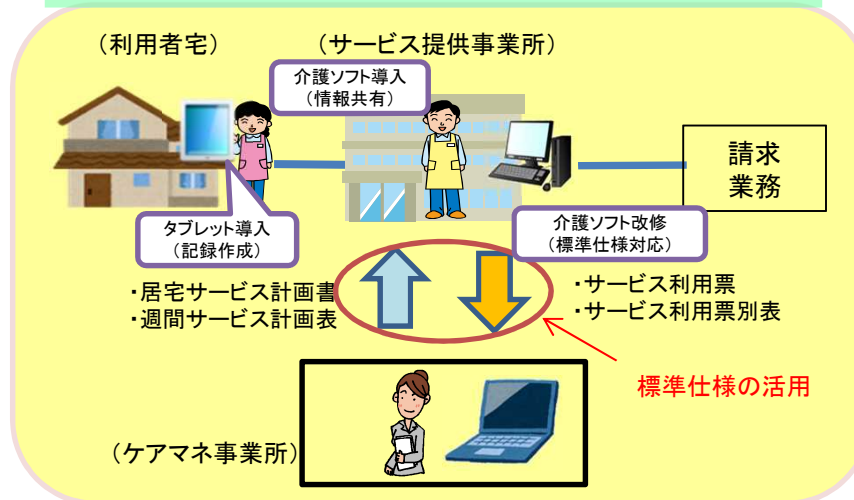 （利用者宅）
（サービス提供事業所）
介護ソフト導入
（情報共有）
請求
業務
タブレット導入
（記録作成）
介護ソフト改修
（標準仕様対応）
・居宅サービス計画書
・週間サービス計画表
・サービス利用票
・サービス利用票別表
標準仕様の活用
（ケアマネ事業所）